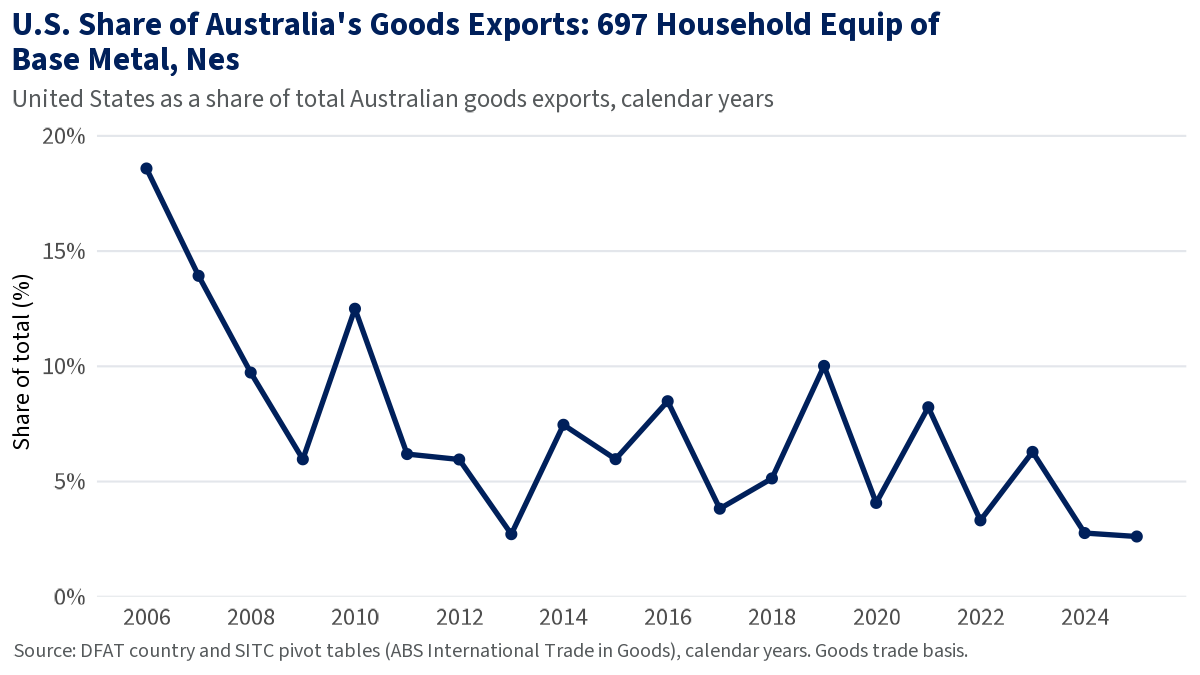 U.S. Share of Australia's Goods Exports: 697 Household Equip of
Base Metal, Nes
United States as a share of total Australian goods exports, calendar years
20%
15%
10%
5%
0%
Share of total (%)
2006 2008 2010 2012 2014 2016 2018 2020 2022 2024
Source: DFAT country and SITC pivot tables (ABS International Trade in Goods), calendar years. Goods trade basis.